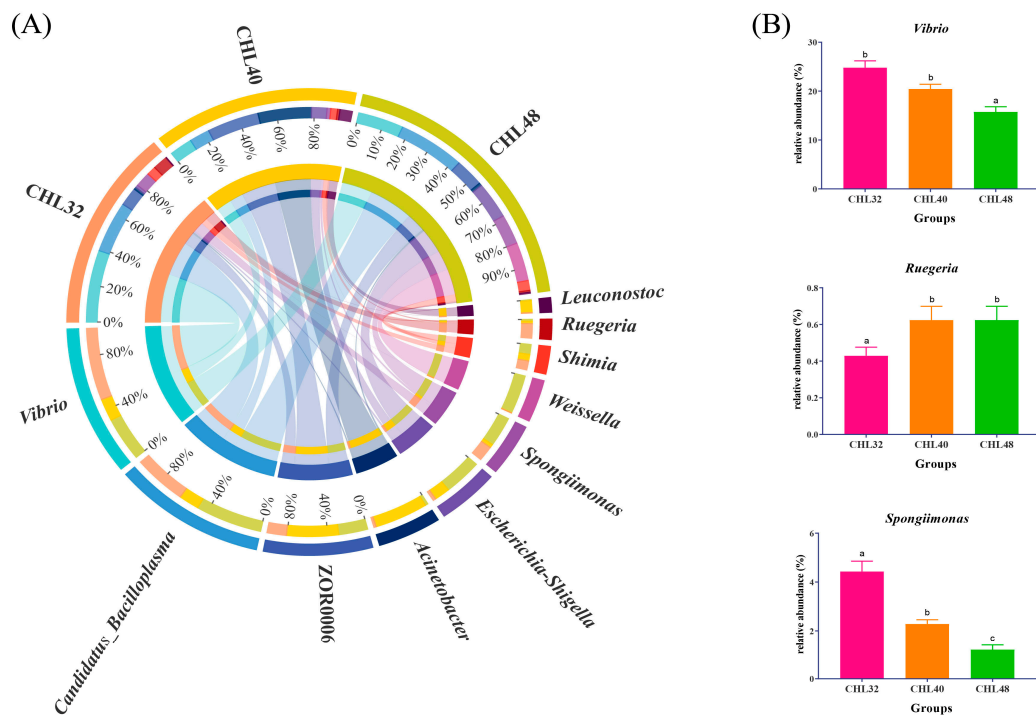 (A)
CHL32
CHL40
CHL48
0%
20%
40%
60%
80%
0%
20%
40%
60%
80%
0%
10%
20%
30%
40%
50%
60%
70%
80%
90%
Leuconostoc
Ruegeria
Shimia
Weissella
Spongiimonas
Escherichia-Shigella
Acinetobacter
ZOR0006
Candidatus_Bacilloplasma
Vibrio
0%
40%
80%
0%
40%
80%
0%
40%
80%
(B)
Vibrio
relative abundance (%)
30
20
10
0
b
b
a
CHL32 CHL40 CHL48
Groups
Ruegeria
relative abundance (%)
0.8
0.6
0.4
0.2
0.0
a
b
b
CHL32 CHL40 CHL48
Groups
Spongiimonas
relative abundance (%)
6
4
2
0
a
b
c
CHL32 CHL40 CHL48
Groups